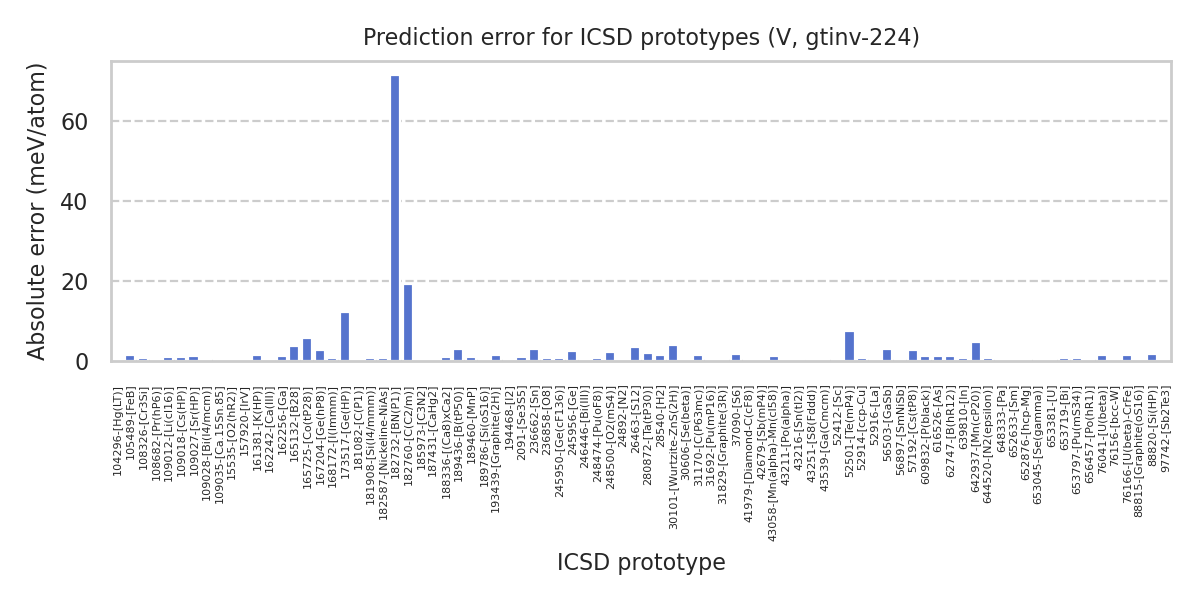 Prediction error for ICSD prototypes (V, gtinv-224)
Absolute error (meV/atom)
60
40
20
0
104296-[Hg(LT)]
105489-[FeB]
108326-[Cr3Si]
108682-[Pr(hP6)]
109012-[Li(cI16)]
109018-[Cs(HP)]
109027-[Sr(HP)]
109028-[Bi(I4/mcm)]
109035-[Ca.15Sn.85]
15535-[O2(hR2)]
157920-[IrV]
161381-[K(HP)]
162242-[Ca(III)]
162256-[Ga]
165132-[B28]
165725-[Co(tP28)]
167204-[Ge(hP8)]
168172-[I(Immm)]
173517-[Ge(HP)]
181082-[C(P1)]
181908-[Si(I4/mmm)]
182587-[Nickeline-NiAs]
182732-[BN(P1)]
182760-[C(C2/m)]
182973-[C3N2]
187431-[CaHg2]
188336-[(Ca8)xCa2]
189436-[B(tP50)]
189460-[MnP]
189786-[Si(oS16)]
193439-[Graphite(2H)]
194468-[I2]
2091-[Se3S5]
236662-[Sn]
236858-[O8]
245950-[Ge(cF136)]
245956-[Ge]
246446-[Bi(III)]
248474-[Pu(oF8)]
248500-[O2(mS4)]
24892-[N2]
26463-[S12]
280872-[Ta(tP30)]
28540-[H2]
30101-[Wurtzite-ZnS(2H)]
30606-[Se(beta)]
31170-[C(P63mc)]
31692-[Pu(mP16)]
31829-[Graphite(3R)]
37090-[S6]
41979-[Diamond-C(cF8)]
42679-[Sb(mP4)]
43058-[Mn(alpha)-Mn(cI58)]
43211-[Po(alpha)]
43216-[Sn(tI2)]
43251-[S8(Fddd)]
43539-[Ga(Cmcm)]
52412-[Sc]
52501-[Te(mP4)]
52914-[ccp-Cu]
52916-[La]
56503-[GaSb]
56897-[SmNiSb]
57192-[Cs(tP8)]
609832-[P(black)]
616526-[As]
62747-[B(hR12)]
639810-[In]
642937-[Mn(cP20)]
644520-[N2(epsilon)]
648333-[Pa]
652633-[Sm]
652876-[hcp-Mg]
653045-[Se(gamma)]
653381-[U]
653719-[Pu]
653797-[Pu(mS34)]
656457-[Po(hR1)]
76041-[U(beta)]
76156-[bcc-W]
76166-[U(beta)-CrFe]
88815-[Graphite(oS16)]
88820-[Si(HP)]
97742-[Sb2Te3]
ICSD prototype